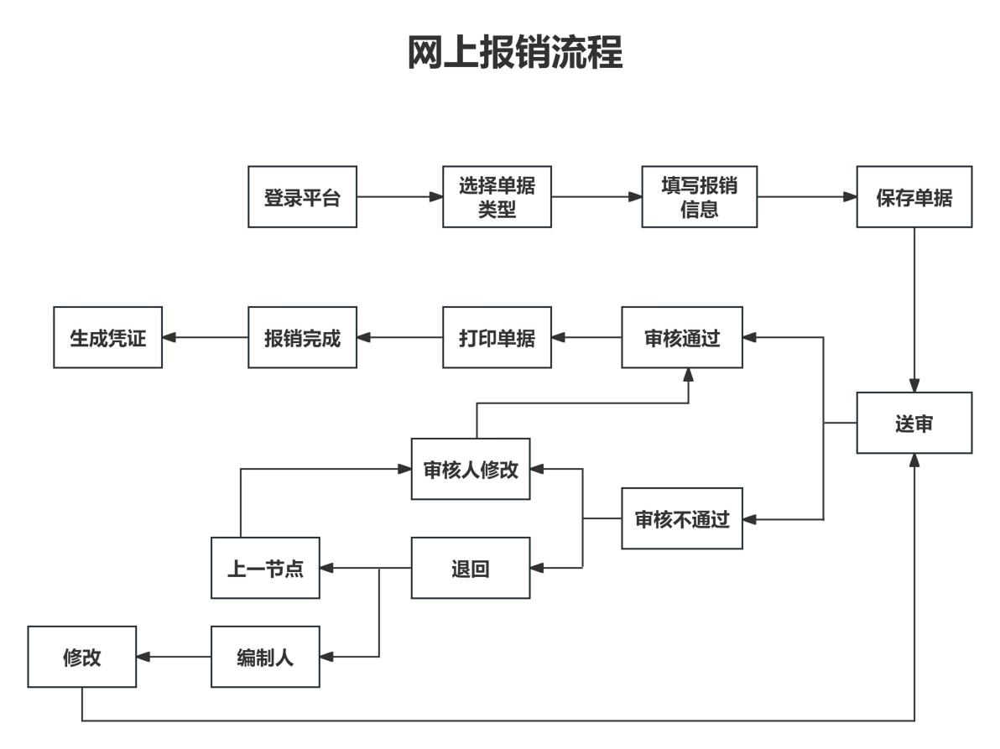 网上报销流程
登录平台
选择单据
类型
填写报销
信息
保存单据
生成凭证
报销完成
打印单据
审核通过
送审
审核人修改
审核不通过
上一节点
退回
修改
编制人